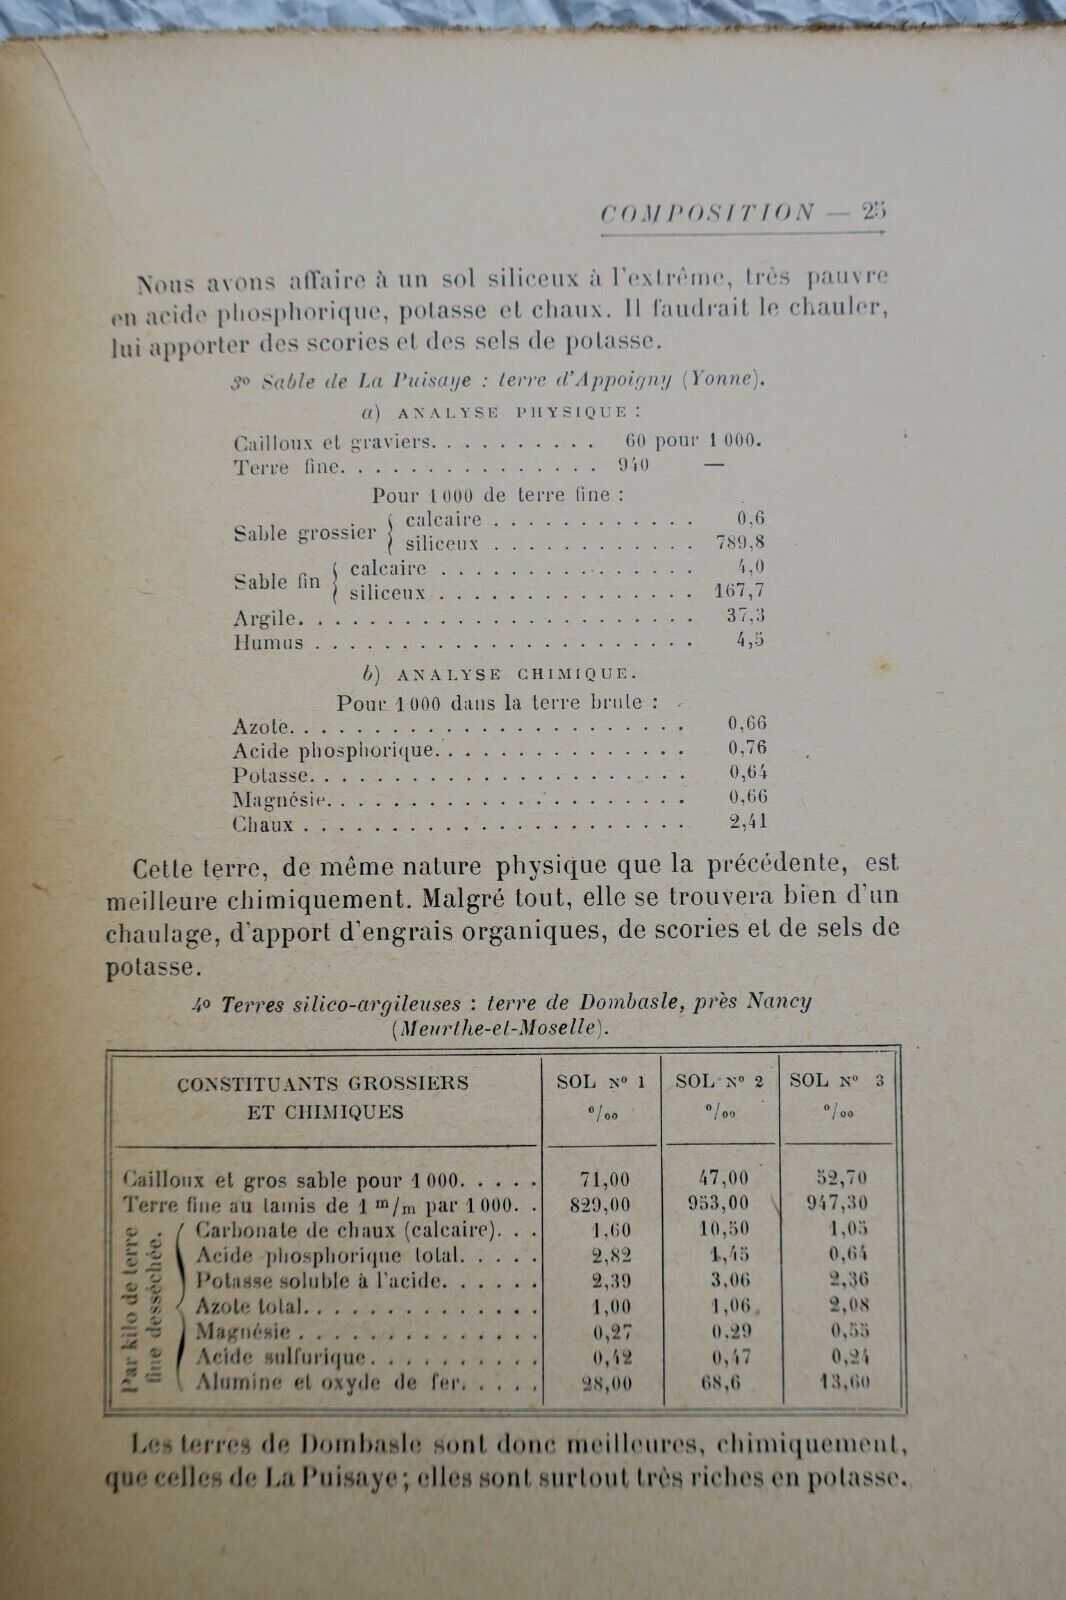 COMPOSITION — 25
Nous avons affaire à un sol siliceux à l'extrême, très pauvre
en acide phosphorique, potasse et chaux. Il faudrait le chauler,
lui apporter des scories et des sels de potasse.
3º Sable de La Puisaye : terre d'Appoigny (Yonne).
a) ANALYSE PHYSIQUE :
Cailloux et graviers. . . . . . . . . . 60 pour 1 000.
Terre fine. . . . . . . . . . . . . . . 940 —
Pour 1 000 de terre fine :
Sable grossier { calcaire . . . . . . . . . . . . 0,6
siliceux . . . . . . . . . . . . 789,8
Sable fin { calcaire . . . . . . . . . . . . . . . 4,0
siliceux . . . . . . . . . . . . . . . 167,7
Argile. . . . . . . . . . . . . . . . . . . . . . . 37,3
Humus . . . . . . . . . . . . . . . . . . . . . . 4,5
b) ANALYSE CHIMIQUE.
Pour 1 000 dans la terre brute :
Azote. . . . . . . . . . . . . . . . . . . . . . . 0,66
Acide phosphorique. . . . . . . . . . . . . . . 0,76
Potasse. . . . . . . . . . . . . . . . . . . . . . 0,64
Magnésie. . . . . . . . . . . . . . . . . . . . . 0,66
Chaux . . . . . . . . . . . . . . . . . . . . . . 2,41
Cette terre, de même nature physique que la précédente, est
meilleure chimiquement. Malgré tout, elle se trouvera bien d'un
chaulage, d'apport d'engrais organiques, de scories et de sels de
potasse.
4º Terres silico-argileuses : terre de Dombasle, près Nancy
(Meurthe-et-Moselle).
CONSTITUANTS GROSSIERS SOL Nº 1 SOL Nº 2 SOL Nº 3
ET CHIMIQUES º/ºº º/ºº º/ºº
Cailloux et gros sable pour 1 000. . . . . 71,00 47,00 52,70
Terre fine au tamis de 1 m/m par 1 000. . 829,00 953,00 947,30
Par kilo de terre
fine desséchée.
Carbonate de chaux (calcaire). . . 1,60 10,50 1,05
Acide phosphorique total. . . . . 2,82 1,45 0,64
Potasse soluble à l'acide. . . . . . 2,39 3,06 2,36
Azote total. . . . . . . . . . . . . . 1,00 1,06 2,08
Magnésie . . . . . . . . . . . . . . 0,27 0.29 0,55
Acide sulfurique. . . . . . . . . . 0,42 0,47 0,24
Alumine et oxyde de fer. . . . . 28,00 68,6 13,60
Les terres de Dombasle sont donc meilleures, chimiquement,
que celles de La Puisaye ; elles sont surtout très riches en potasse.